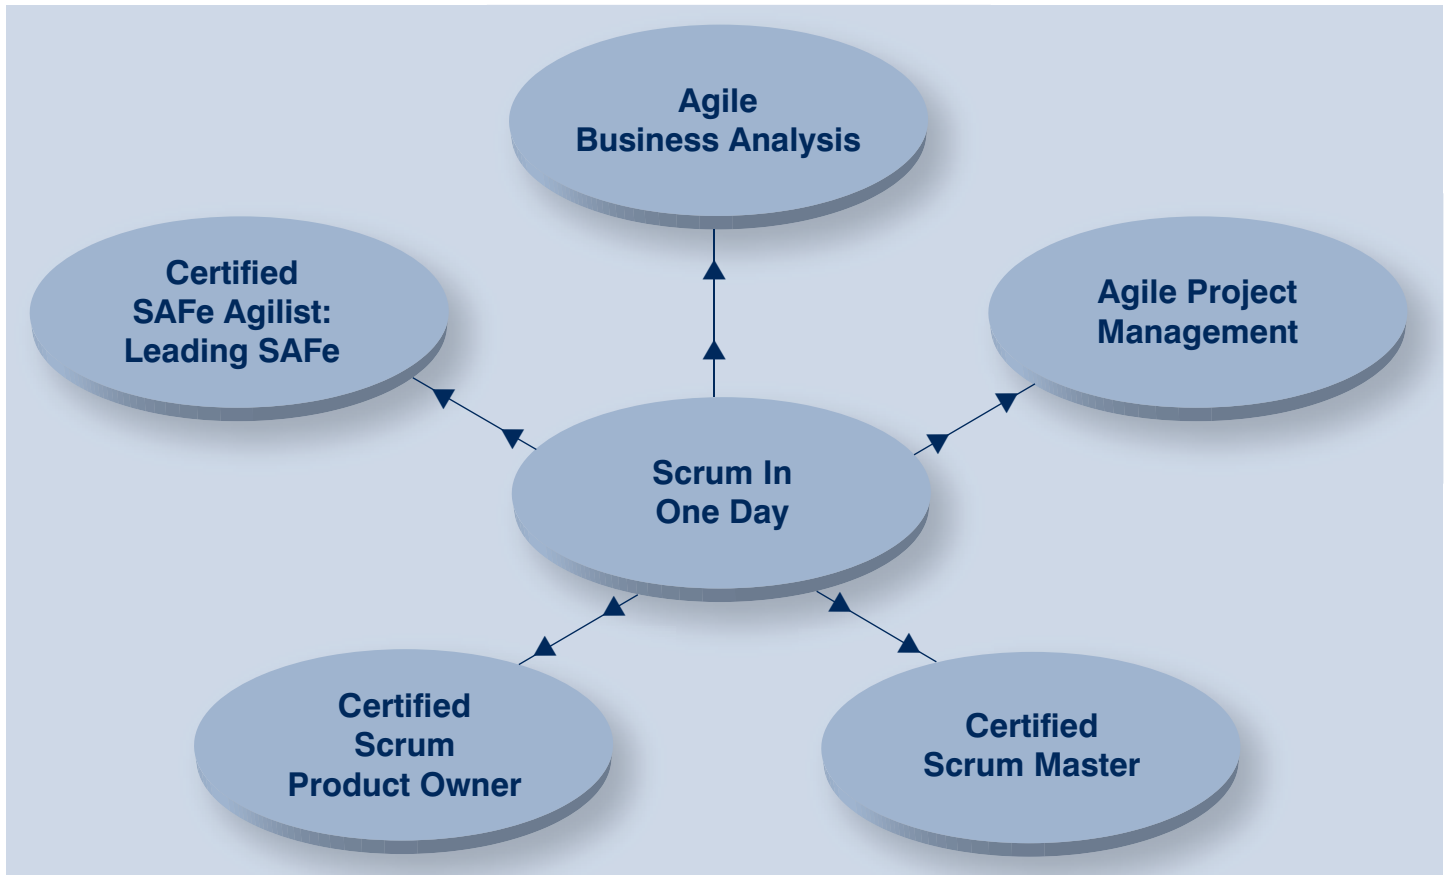 Agile
Business Analysis
Certified
SAFe Agilist:
Leading SAFe
Agile Project
Management
Scrum In
One Day
Certified
Scrum
Product Owner
Certified
Scrum Master